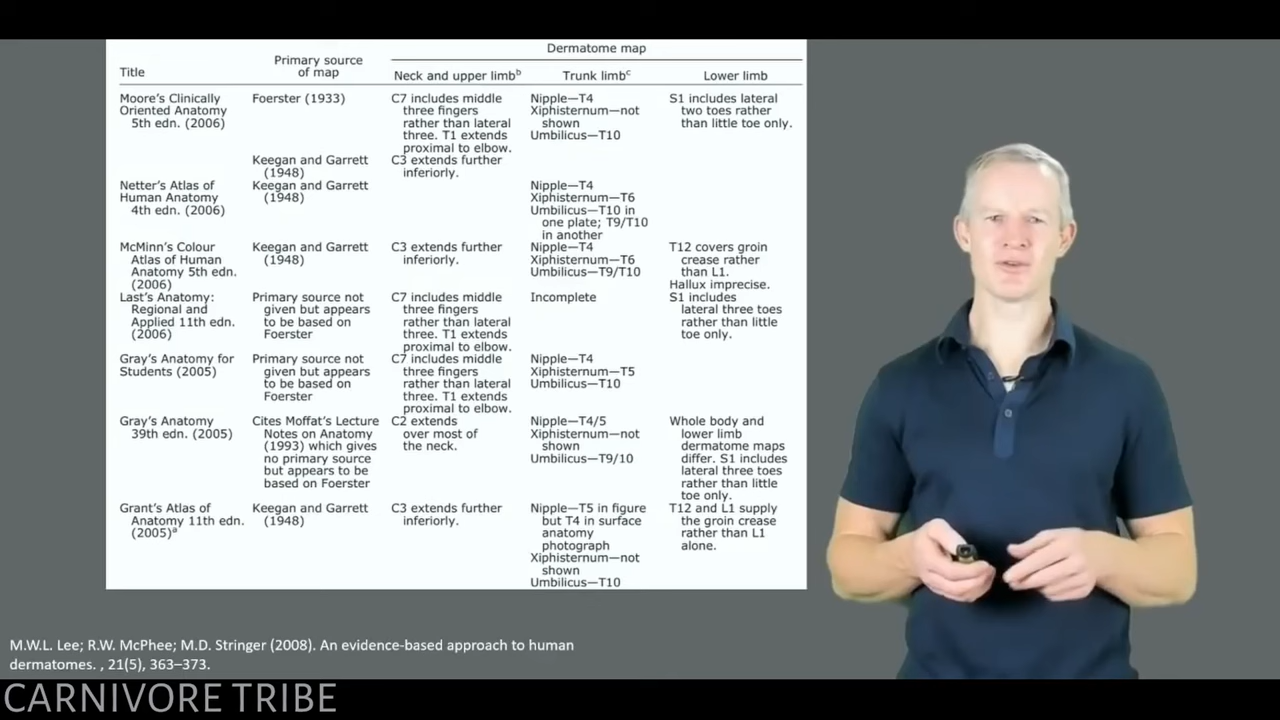 Dermatome map
Title
Primary source
of map
Neck and upper limbᵇ
Trunk limbᶜ
Lower limb
Moore's Clinically
Oriented Anatomy
5th edn. (2006)
Foerster (1933)
C7 includes middle
three fingers
rather than lateral
three. T1 extends
proximal to elbow.
Nipple—T4
Xiphisternum—not
shown
Umbilicus—T10
S1 includes lateral
two toes rather
than little toe only.
Keegan and Garrett
(1948)
C3 extends further
inferiorly.
Netter's Atlas of
Human Anatomy
4th edn. (2006)
Keegan and Garrett
(1948)
Nipple—T4
Xiphisternum—T6
Umbilicus—T10 in
one plate; T9/T10
in another
McMinn's Colour
Atlas of Human
Anatomy 5th edn.
(2006)
Keegan and Garrett
(1948)
C3 extends further
inferiorly.
Nipple—T4
Xiphisternum—T6
Umbilicus—T9/T10
T12 covers groin
crease rather
than L1.
Hallux imprecise.
Last's Anatomy:
Regional and
Applied 11th edn.
(2006)
Primary source not
given but appears
to be based on
Foerster
C7 includes middle
three fingers
rather than lateral
three. T1 extends
proximal to elbow.
Incomplete
S1 includes
lateral three toes
rather than little
toe only.
Gray's Anatomy for
Students (2005)
Primary source not
given but appears
to be based on
Foerster
C7 includes middle
three fingers
rather than lateral
three. T1 extends
proximal to elbow.
Nipple—T4
Xiphisternum—T5
Umbilicus—T10
Gray's Anatomy
39th edn. (2005)
Cites Moffat's Lecture
Notes on Anatomy
(1993) which gives
no primary source
but appears to be
based on Foerster
C2 extends
over most of
the neck.
Nipple—T4/5
Xiphisternum—not
shown
Umbilicus—T9/10
Whole body and
lower limb
dermatome maps
differ. S1 includes
lateral three toes
rather than little
toe only.
Grant's Atlas of
Anatomy 11th edn.
(2005)ᵃ
Keegan and Garrett
(1948)
C3 extends further
inferiorly.
Nipple—T5 in figure
but T4 in surface
anatomy
photograph
Xiphisternum—not
shown
Umbilicus—T10
T12 and L1 supply
the groin crease
rather than L1
alone.
M.W.L. Lee; R.W. McPhee; M.D. Stringer (2008). An evidence-based approach to human
dermatomes. , 21(5), 363–373.
CARNIVORE TRIBE